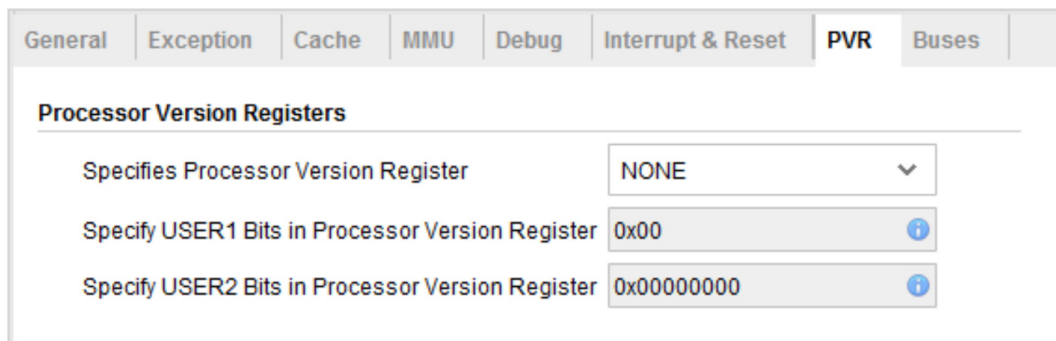 General Exception Cache MMU Debug Interrupt & Reset PVR Buses
Processor Version Registers
Specifies Processor Version Register NONE
Specify USER1 Bits in Processor Version Register 0x00
Specify USER2 Bits in Processor Version Register 0x00000000